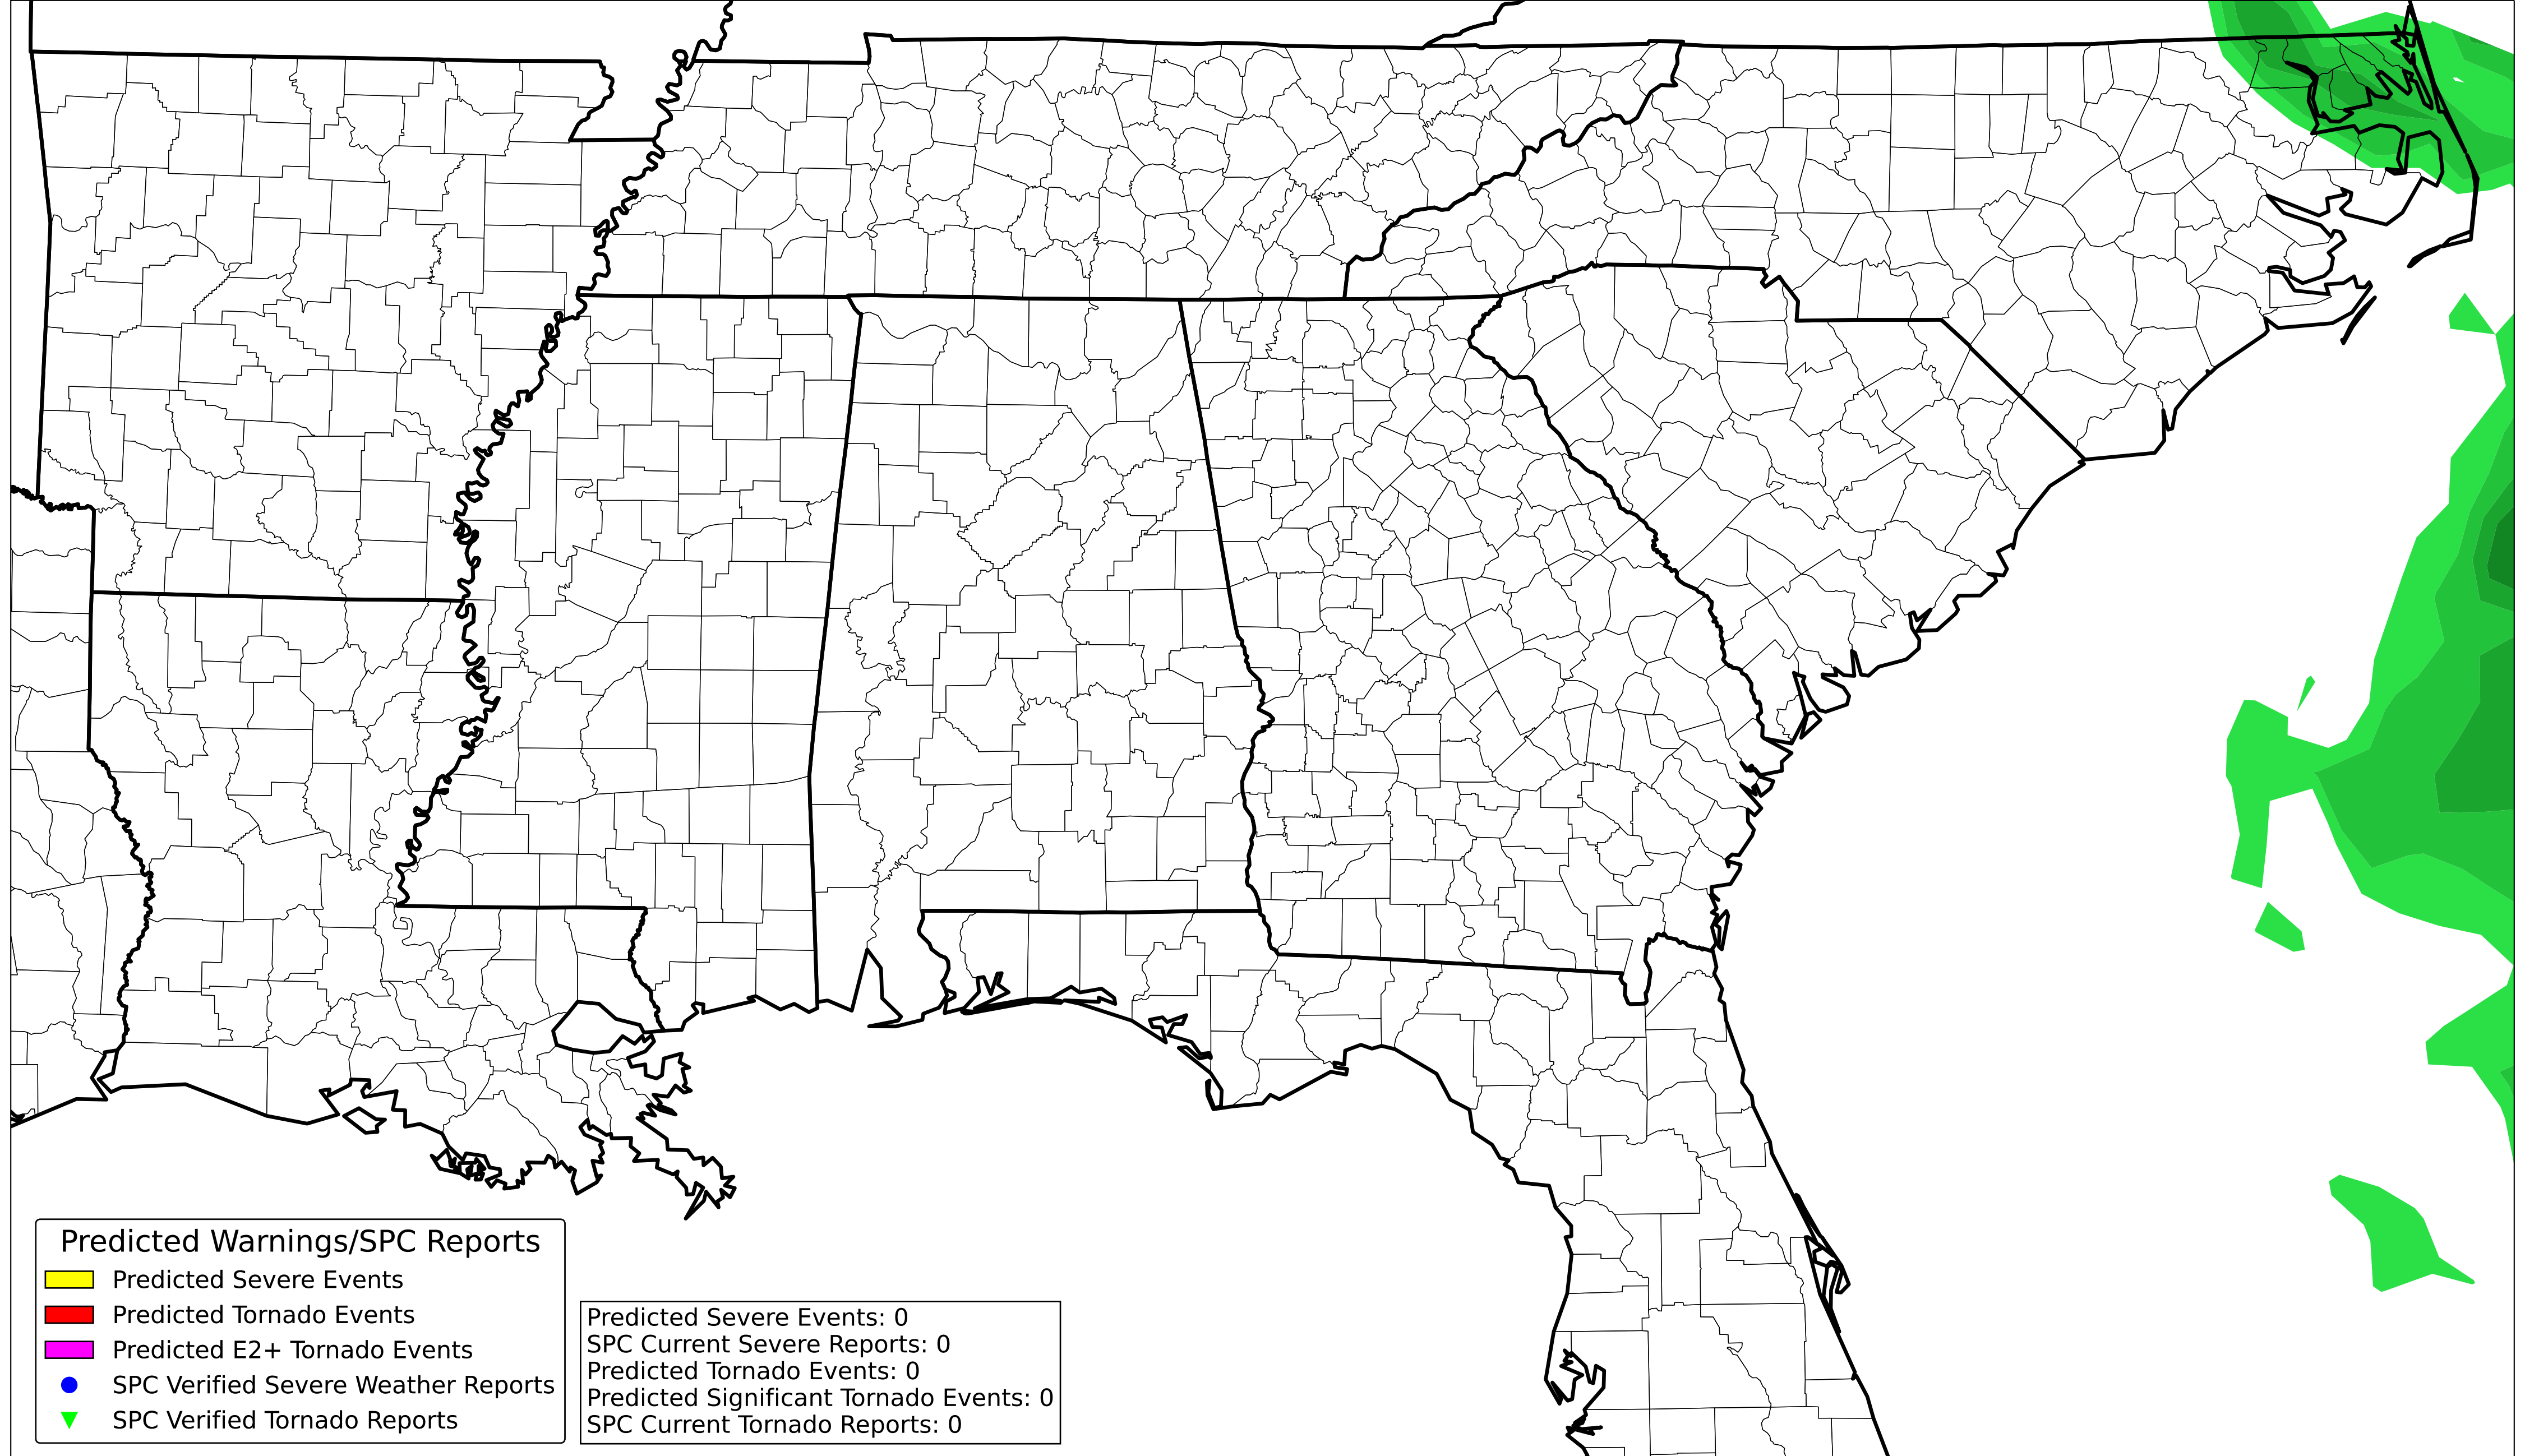 Predicted Warnings/SPC Reports
Predicted Severe Events
Predicted Tornado Events
Predicted E2+ Tornado Events
SPC Verified Severe Weather Reports
SPC Verified Tornado Reports
Predicted Severe Events: 0
SPC Current Severe Reports: 0
Predicted Tornado Events: 0
Predicted Significant Tornado Events: 0
SPC Current Tornado Reports: 0